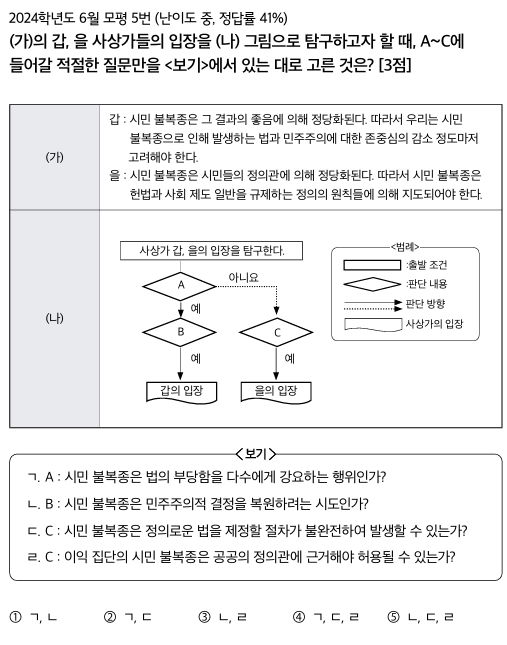 2024학년도 6월 모평 5번 (난이도 중, 정답률 41%)
(가)의 갑, 을 사상가들의 입장을 (나) 그림으로 탐구하고자 할 때, A~C에
들어갈 적절한 질문만을 <보기>에서 있는 대로 고른 것은? [3점]
(가)
갑 : 시민 불복종은 그 결과의 좋음에 의해 정당화된다. 따라서 우리는 시민
불복종으로 인해 발생하는 법과 민주주의에 대한 존중심의 감소 정도마저
고려해야 한다.
을 : 시민 불복종은 시민들의 정의관에 의해 정당화된다. 따라서 시민 불복종은
헌법과 사회 제도 일반을 규제하는 정의의 원칙들에 의해 지도되어야 한다.
(나)
사상가 갑, 을의 입장을 탐구한다.
A
아니요
예
B
C
예
예
갑의 입장
을의 입장
<범례>
:출발 조건
:판단 내용
판단 방향
사상가의 입장
<보기>
ㄱ. A : 시민 불복종은 법의 부당함을 다수에게 강요하는 행위인가?
ㄴ. B : 시민 불복종은 민주주의적 결정을 복원하려는 시도인가?
ㄷ. C : 시민 불복종은 정의로운 법을 제정할 절차가 불완전하여 발생할 수 있는가?
ㄹ. C : 이익 집단의 시민 불복종은 공공의 정의관에 근거해야 허용될 수 있는가?
① ㄱ, ㄴ ② ㄱ, ㄷ ③ ㄴ, ㄹ ④ ㄱ, ㄷ, ㄹ ⑤ ㄴ, ㄷ, ㄹ